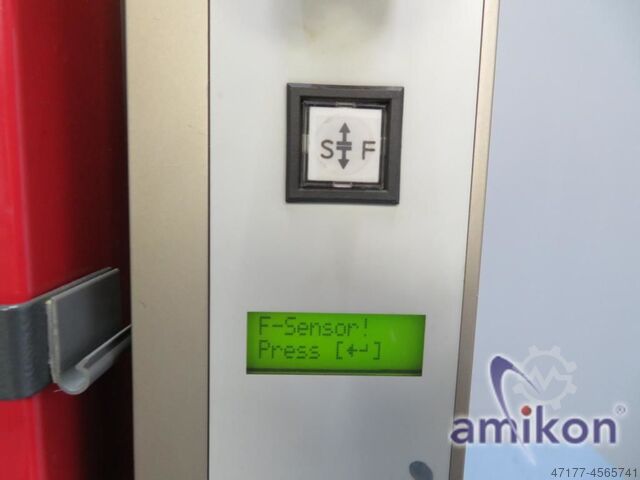 S F
F-Sensor!
Press [↵]
amikon
47177-4565741